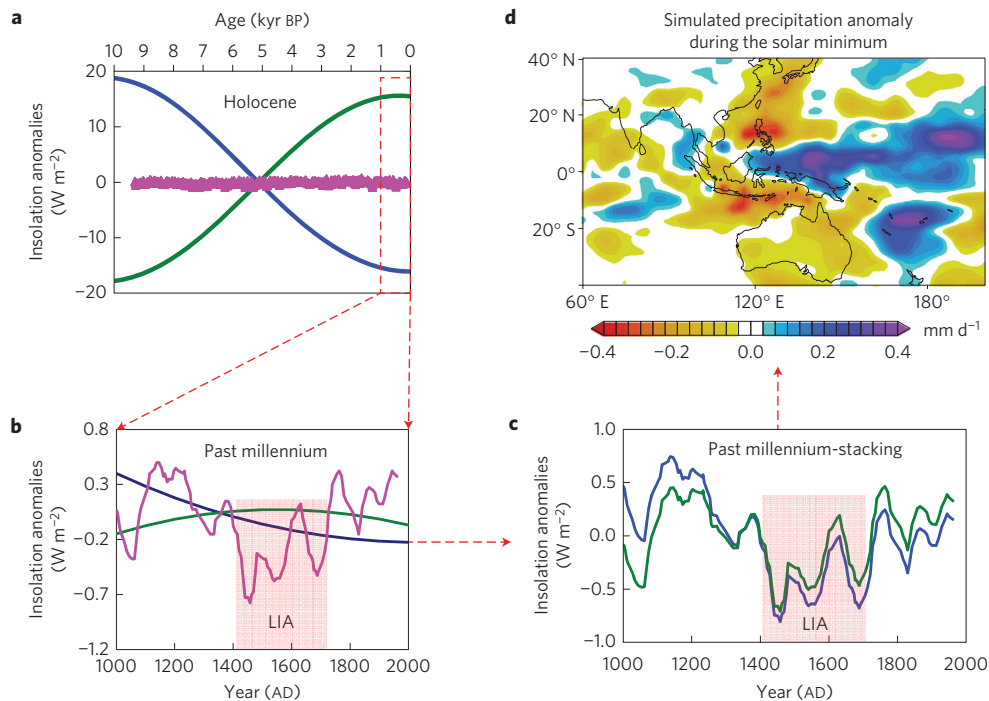 a
Age (kyr BP)
10 9 8 7 6 5 4 3 2 1 0
Insolation anomalies
(W m−2)
20
10
0
−10
−20
Holocene
d
Simulated precipitation anomaly
during the solar minimum
40° N
20° N
0°
20° S
60° E 120° E 180°
−0.4 −0.2 0.0 0.2 0.4
mm d−1
b
Insolation anomalies
(W m−2)
0.8
0.3
−0.2
−0.7
−1.2
Past millennium
LIA
1000 1200 1400 1600 1800 2000
Year (AD)
c
Insolation anomalies
(W m−2)
1.0
0.5
0.0
−0.5
−1.0
Past millennium-stacking
LIA
1000 1200 1400 1600 1800 2000
Year (AD)